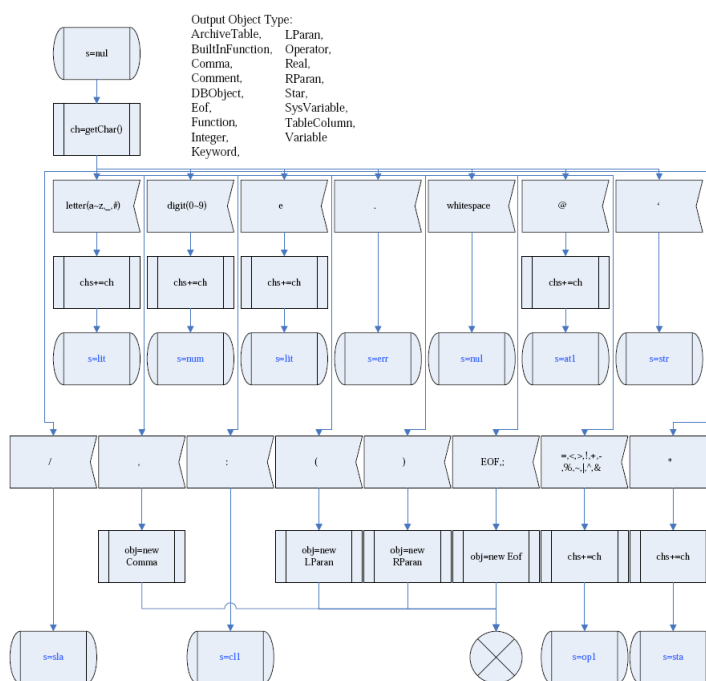 Output Object Type:
ArchiveTable, LParan,
BuiltInFunction, Operator,
Comma, Real,
Comment, RParan,
DBObject, Star,
Eof, SysVariable,
Function, TableColumn,
Integer, Variable
Keyword,
s=nul
ch=getChar()
letter(a~z,_,#)
digit(0~9)
e
.
whitespace
@
‘
chs+=ch
chs+=ch
chs+=ch
chs+=ch
s=lit
s=num
s=lit
s=err
s=nul
s=at1
s=str
/
,
:
(
)
EOF,;
=,<,>,!,+,-
,%,~,|,^,&
*
obj=new
Comma
obj=new
LParan
obj=new
RParan
obj=new Eof
chs+=ch
chs+=ch
s=sla
s=cl1
s=op1
s=sta